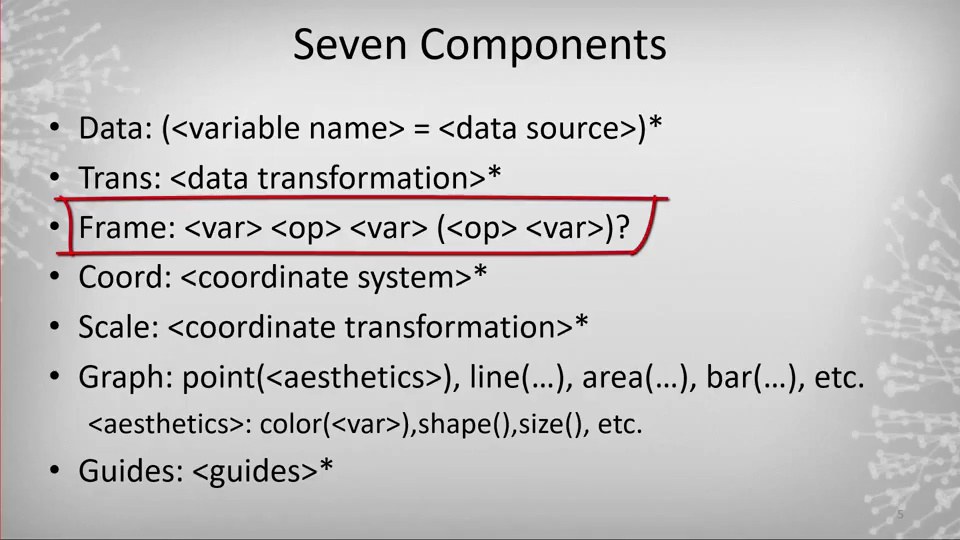 Seven Components
• Data: (<variable name> = <data source>)*
• Trans: <data transformation>*
• Frame: <var> <op> <var> (<op> <var>)?
• Coord: <coordinate system>*
• Scale: <coordinate transformation>*
• Graph: point(<aesthetics>), line(…), area(…), bar(…), etc.
<aesthetics>: color(<var>),shape(),size(), etc.
• Guides: <guides>*
5